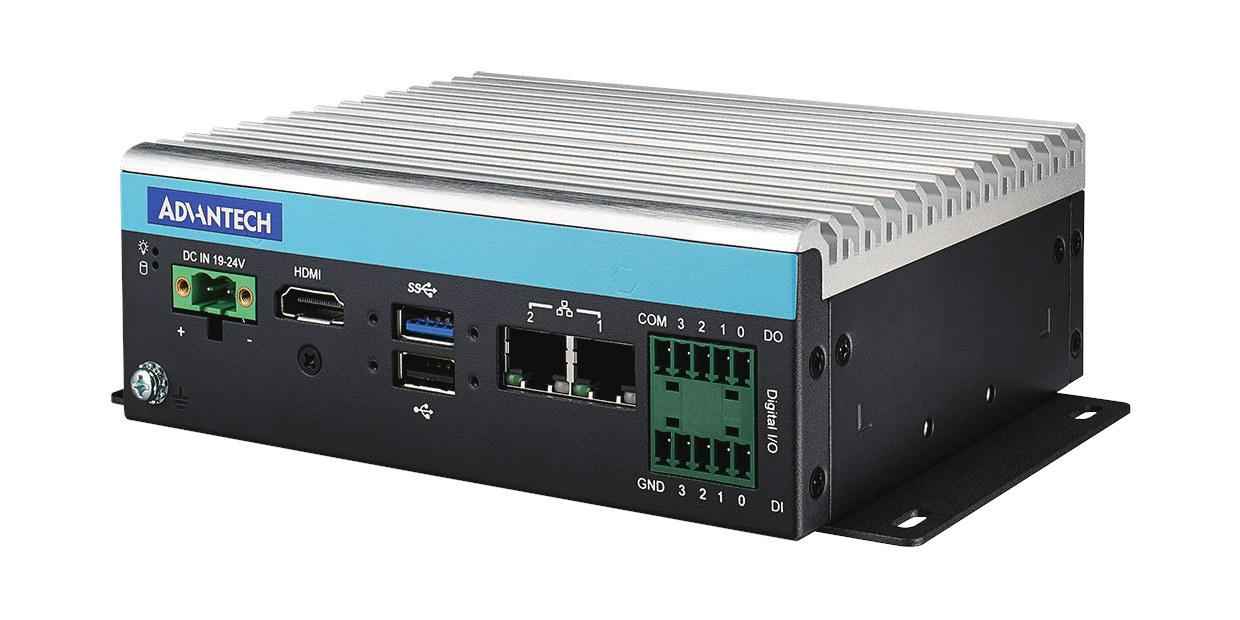 ADVANTECH
DC IN 19-24V
HDMI
SS
+ -
2 1
COM 3 2 1 0 DO
Digital I/O
GND 3 2 1 0 DI